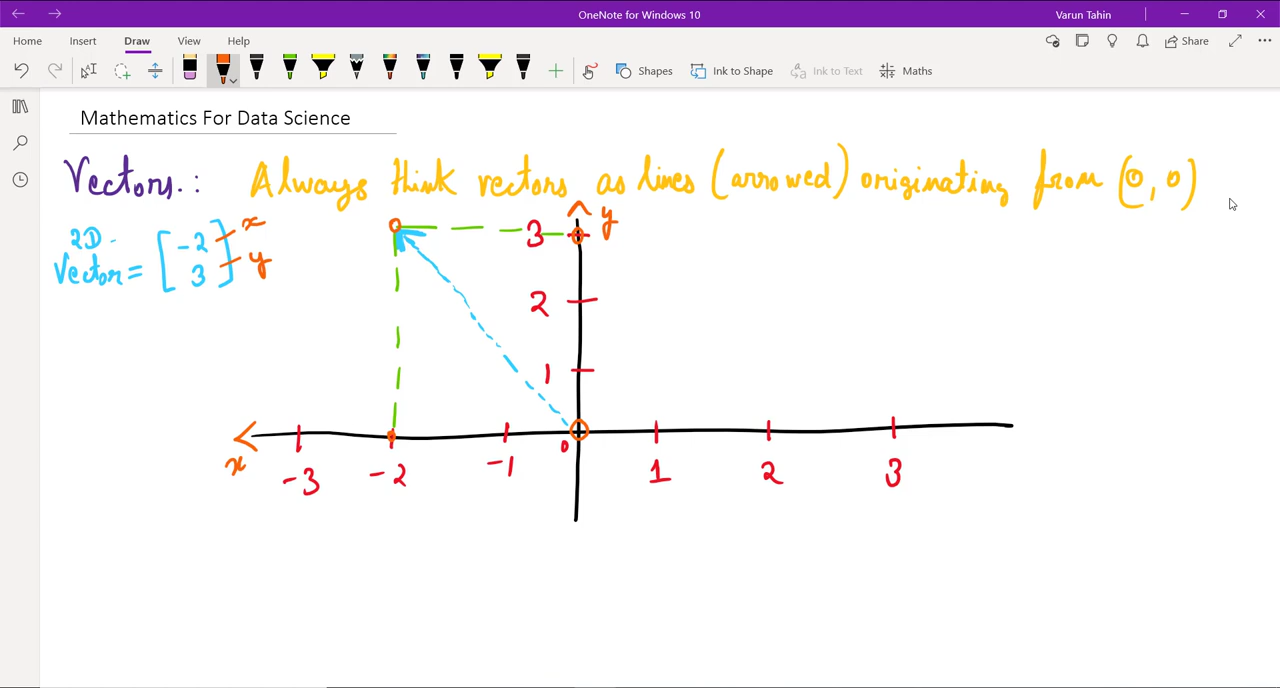 OneNote for Windows 10
Varun Tahin
Home Insert Draw View Help
Share
Shapes Ink to Shape Ink to Text Maths
Mathematics For Data Science
Vectors.: Always think vectors as lines (arrowed) originating from (0, 0)
2D -
Vector = [-2 3] x y
y
3
2
1
0
x
-3 -2 -1 1 2 3